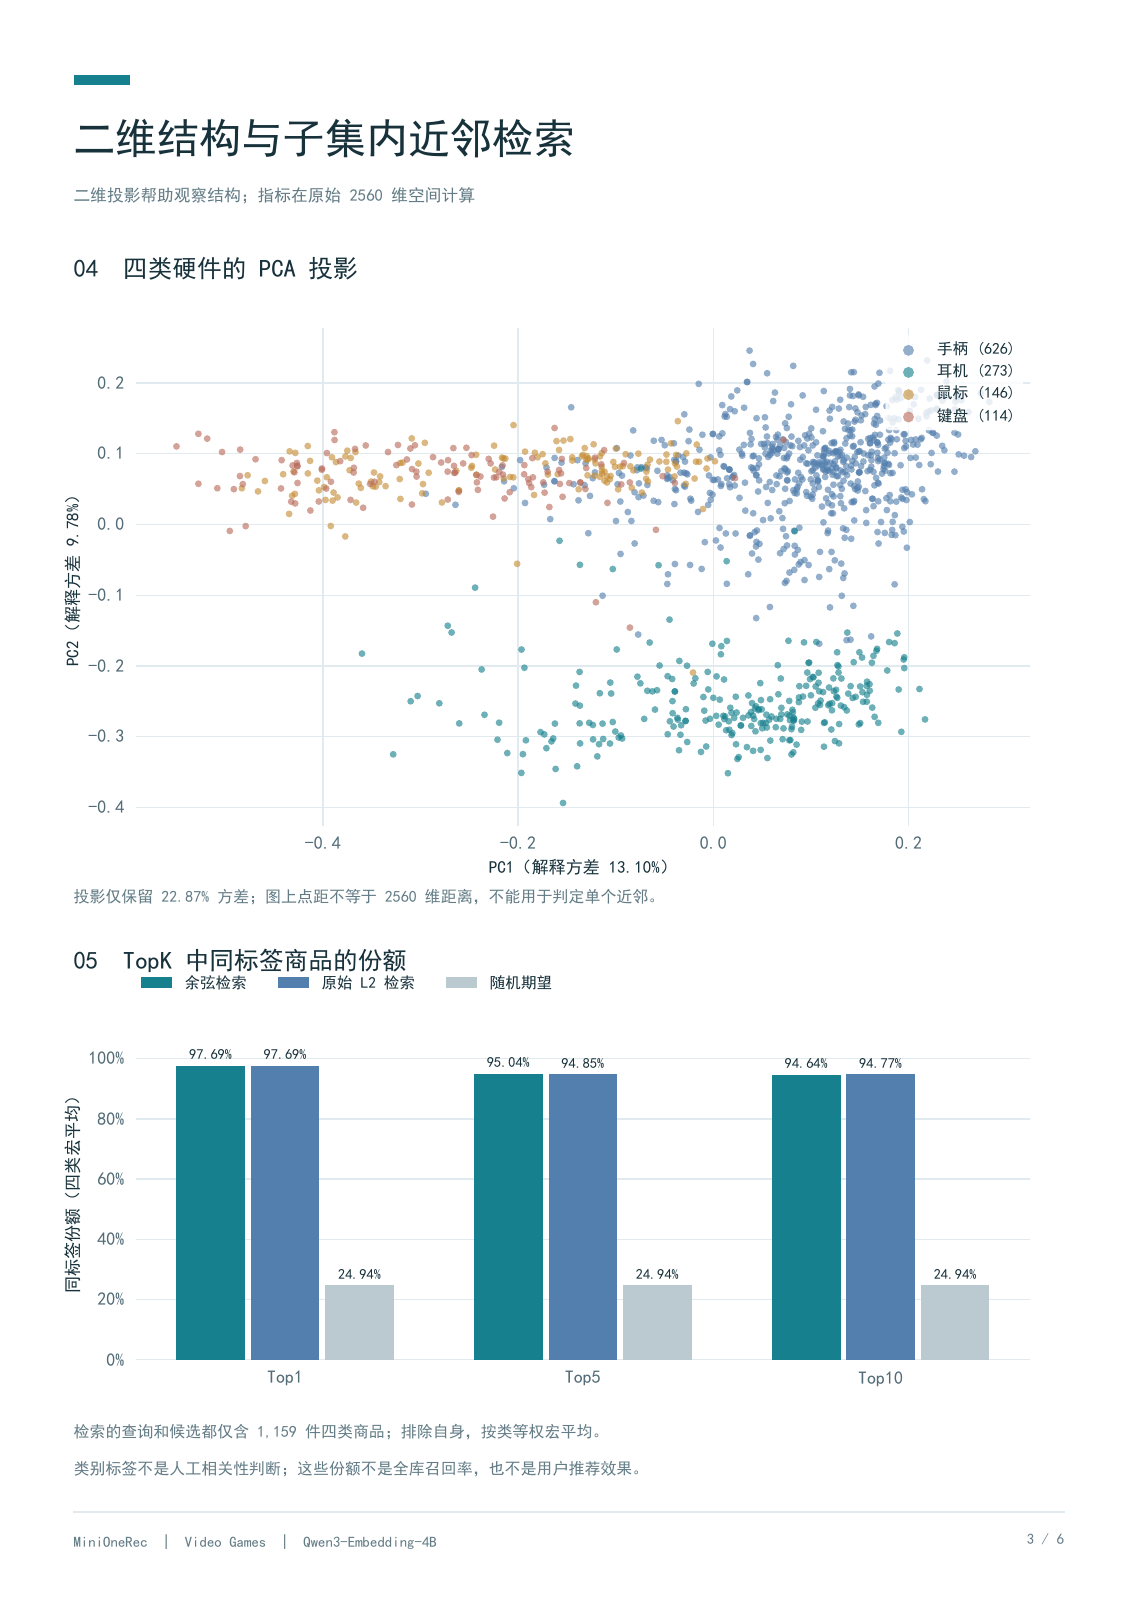 二维结构与子集内近邻检索
二维投影帮助观察结构；指标在原始 2560 维空间计算
04 四类硬件的 PCA 投影
手柄 (626)
耳机 (273)
鼠标 (146)
键盘 (114)
0.2
0.1
0.0
−0.1
−0.2
−0.3
−0.4
PC2（解释方差 9.78%）
−0.4
−0.2
0.0
0.2
PC1（解释方差 13.10%）
投影仅保留 22.87% 方差；图上点距不等于 2560 维距离，不能用于判定单个近邻。
05 TopK 中同标签商品的份额
余弦检索 原始 L2 检索 随机期望
同标签份额（四类宏平均）
100%
80%
60%
40%
20%
0%
97.69% 97.69% 24.94%
95.04% 94.85% 24.94%
94.64% 94.77% 24.94%
Top1 Top5 Top10
检索的查询和候选都仅含 1,159 件四类商品；排除自身，按类等权宏平均。
类别标签不是人工相关性判断；这些份额不是全库召回率，也不是用户推荐效果。
MiniOneRec | Video Games | Qwen3-Embedding-4B
3 / 6